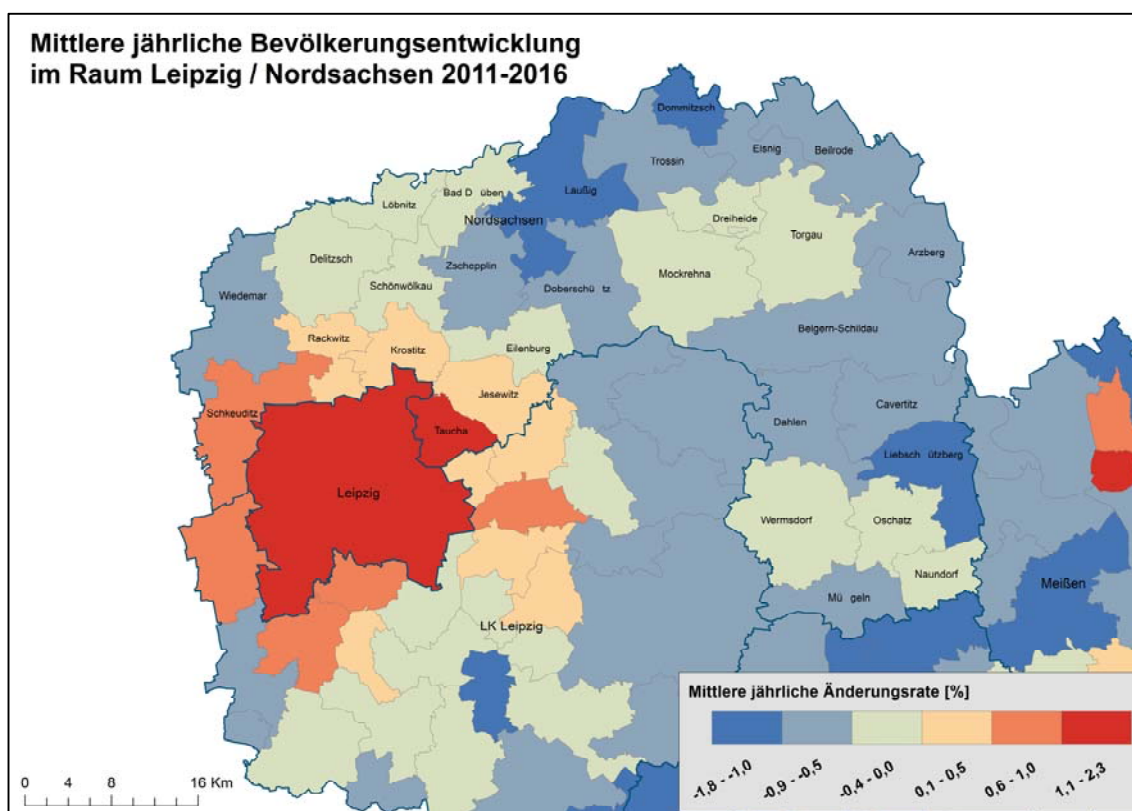 Mittlere jährliche Bevölkerungsentwicklung
im Raum Leipzig / Nordsachsen 2011-2016
Dommitzsch
Elsnig
Beilrode
Trossin
Laußig
Bad D üben
Löbnitz
Nordsachsen
Dreiheide
Torgau
Arzberg
Delitzsch
Zschepplin
Mockrehna
Wiedemar
Schönwölkau
Doberschü tz
Belgern-Schildau
Rackwitz
Krostitz
Eilenburg
Jesewitz
Schkeuditz
Taucha
Dahlen
Cavertitz
Liebsch ützberg
Leipzig
Wermsdorf
Oschatz
Naundorf
Meißen
Mü geln
LK Leipzig
Mittlere jährliche Änderungsrate [%]
-1,8 - -1,0
-0,9 - -0,5
-0,4 - 0,0
0,1 - 0,5
0,6 - 1,0
1,1 - 2,3
0 4 8 16 Km